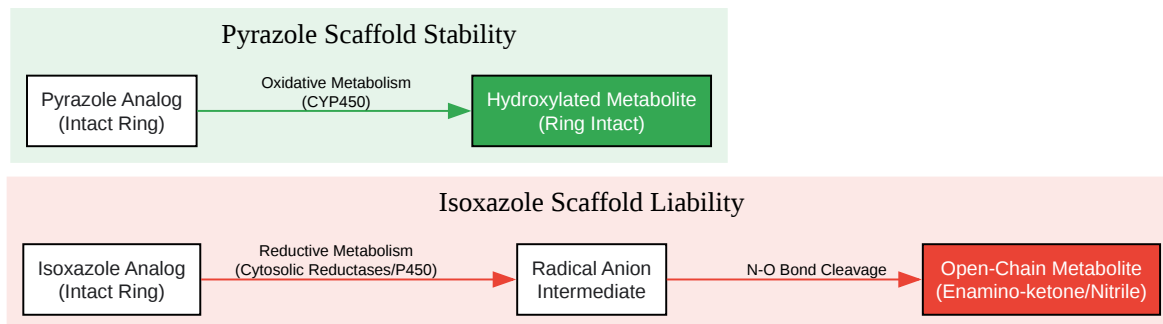 Pyrazole Scaffold Stability
Pyrazole Analog
(Intact Ring)
Oxidative Metabolism
(CYP450)
Hydroxylated Metabolite
(Ring Intact)
Isoxazole Scaffold Liability
Isoxazole Analog
(Intact Ring)
Reductive Metabolism
(Cytosolic Reductases/P450)
Radical Anion
Intermediate
N-O Bond Cleavage
Open-Chain Metabolite
(Enamino-ketone/Nitrile)